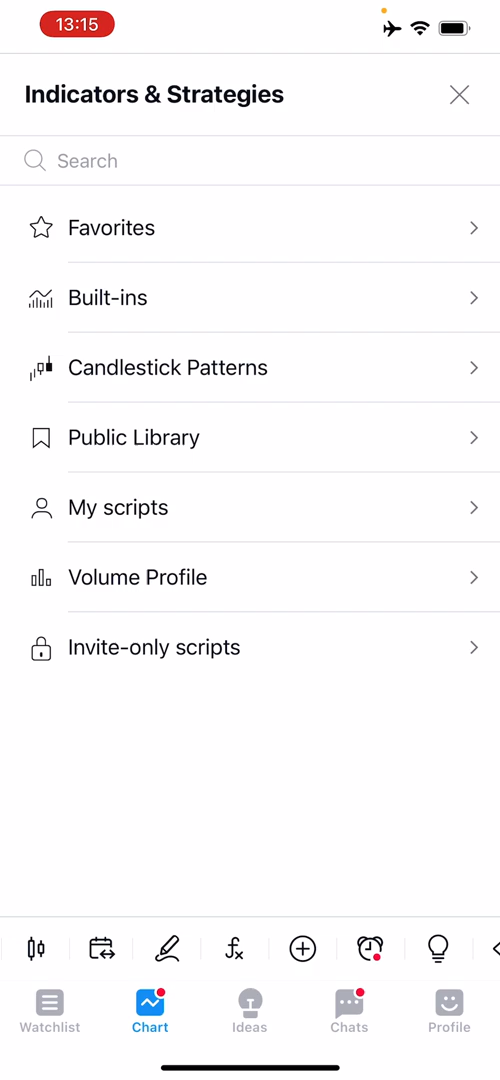 13:15
Indicators & Strategies
Search
Favorites
Built-ins
Candlestick Patterns
Public Library
My scripts
Volume Profile
Invite-only scripts
fx
Watchlist
Chart
Ideas
Chats
Profile